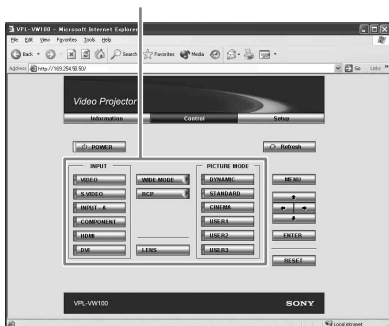 VPL-VW100 - Microsoft Internet Explorer
File Edit View Favorites Tools Help
Back Search Favorites Media
Address http://169.254.50.50/ Go Links
Video Projector
Information Control Setup
POWER Refresh
INPUT PICTURE MODE
VIDEO WIDE MODE DYNAMIC MENU
S VIDEO RCP STANDARD
INPUT - A CINEMA
COMPONENT USER1
HDMI USER2 ENTER
DVI LENS USER3 RESET
VPL-VW100 SONY
Local intranet